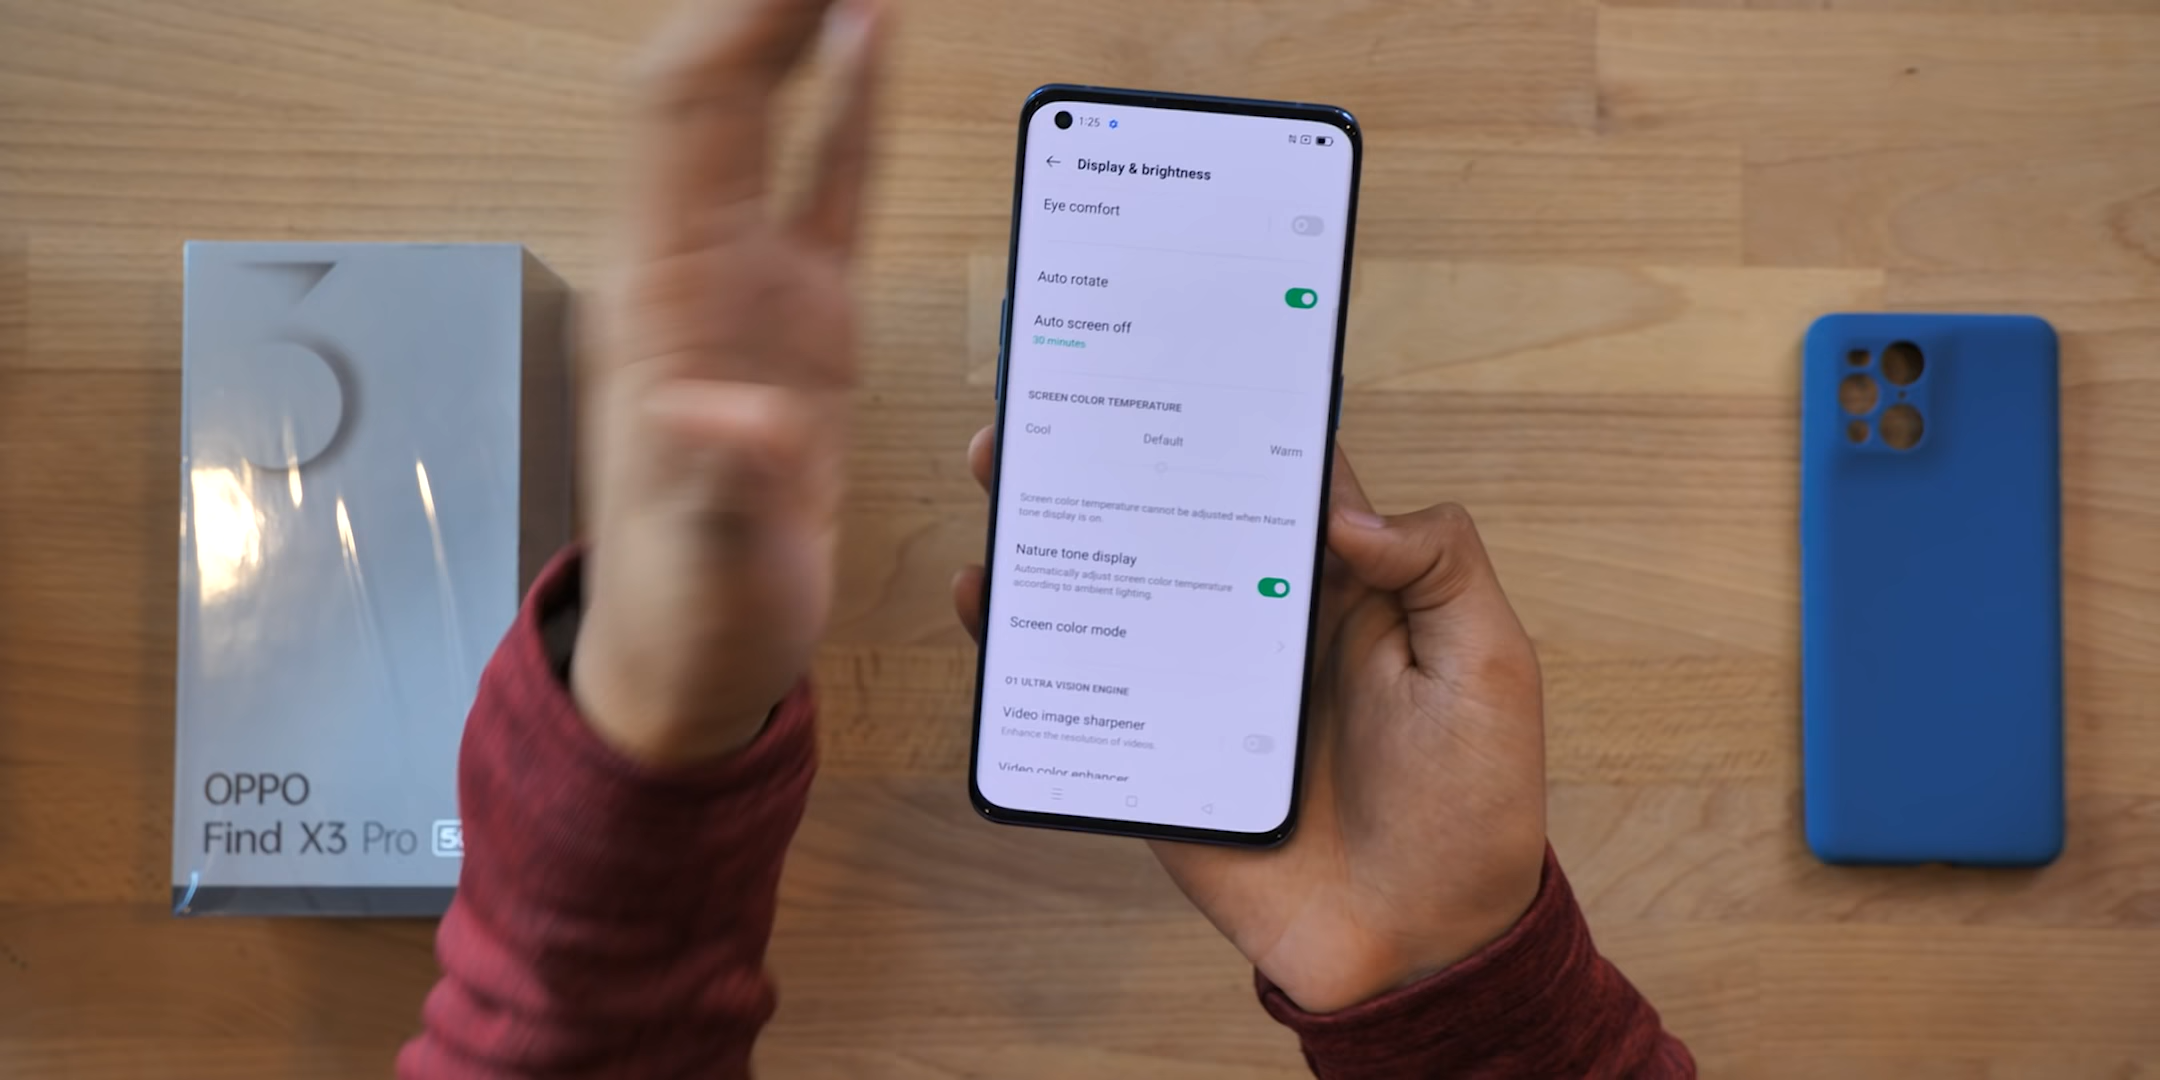 3
OPPO
Find X3 Pro
1:25
Display & brightness
Eye comfort
Auto rotate
Auto screen off
30 minutes
SCREEN COLOR TEMPERATURE
Cool Default Warm
Screen color temperature cannot be adjusted when Nature
tone display is on.
Nature tone display
Automatically adjust screen color temperature
according to ambient lighting.
Screen color mode
O1 ULTRA VISION ENGINE
Video image sharpener
Enhance the resolution of videos.
Video color enhancer